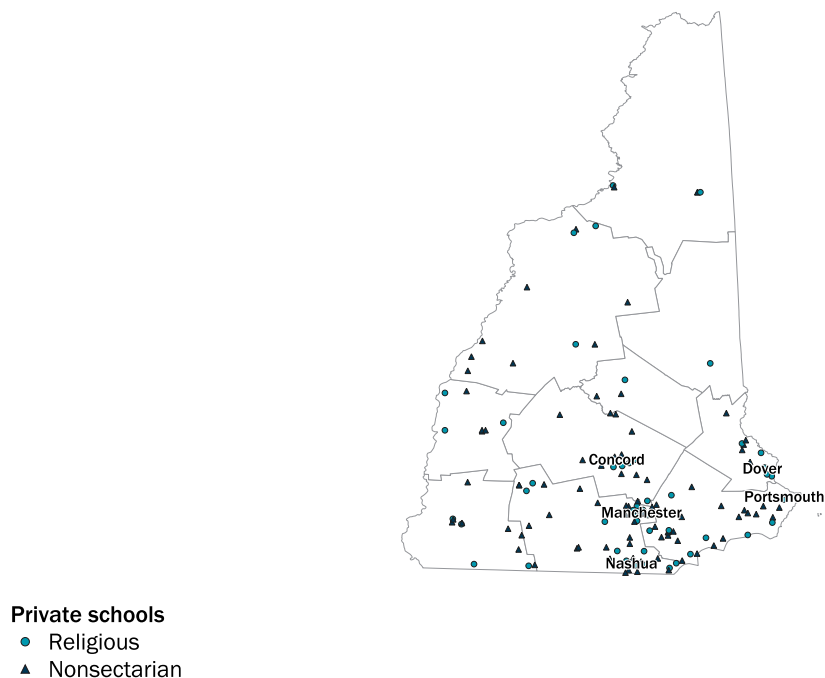 Concord
Dover
Portsmouth
Manchester
Nashua
Private schools
Religious
Nonsectarian